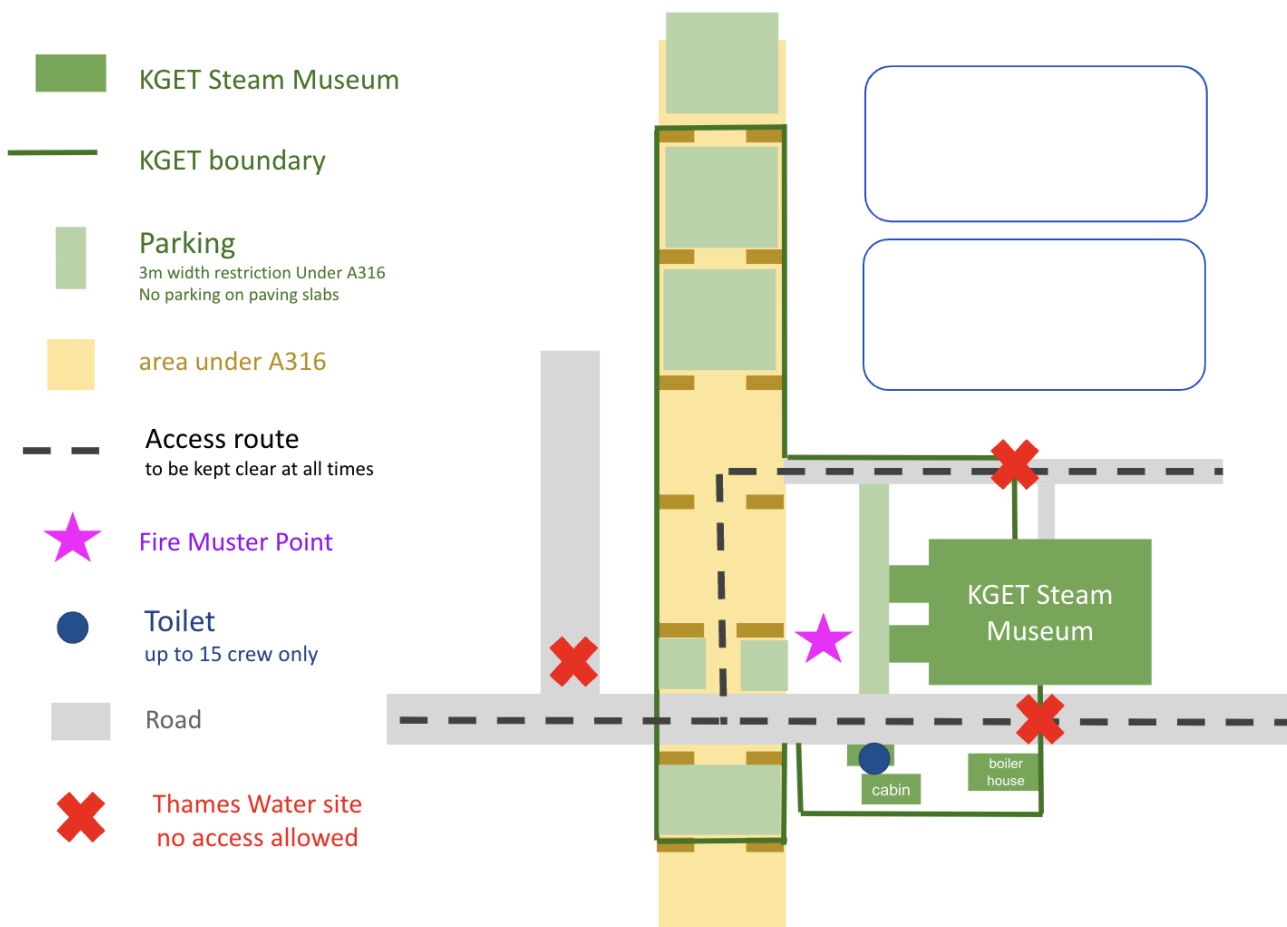 KGET Steam Museum
KGET boundary
Parking
3m width restriction Under A316
No parking on paving slabs
area under A316
Access route
to be kept clear at all times
Fire Muster Point
Toilet
up to 15 crew only
Road
Thames Water site
no access allowed
KGET Steam
Museum
boiler
house
cabin